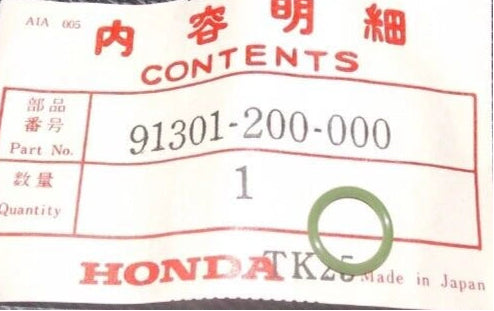 AIA 005
内容明細
CONTENTS
部品
番号
Part No.
91301-200-000
数量
Quantity
1
HONDA TK25 Made in Japan